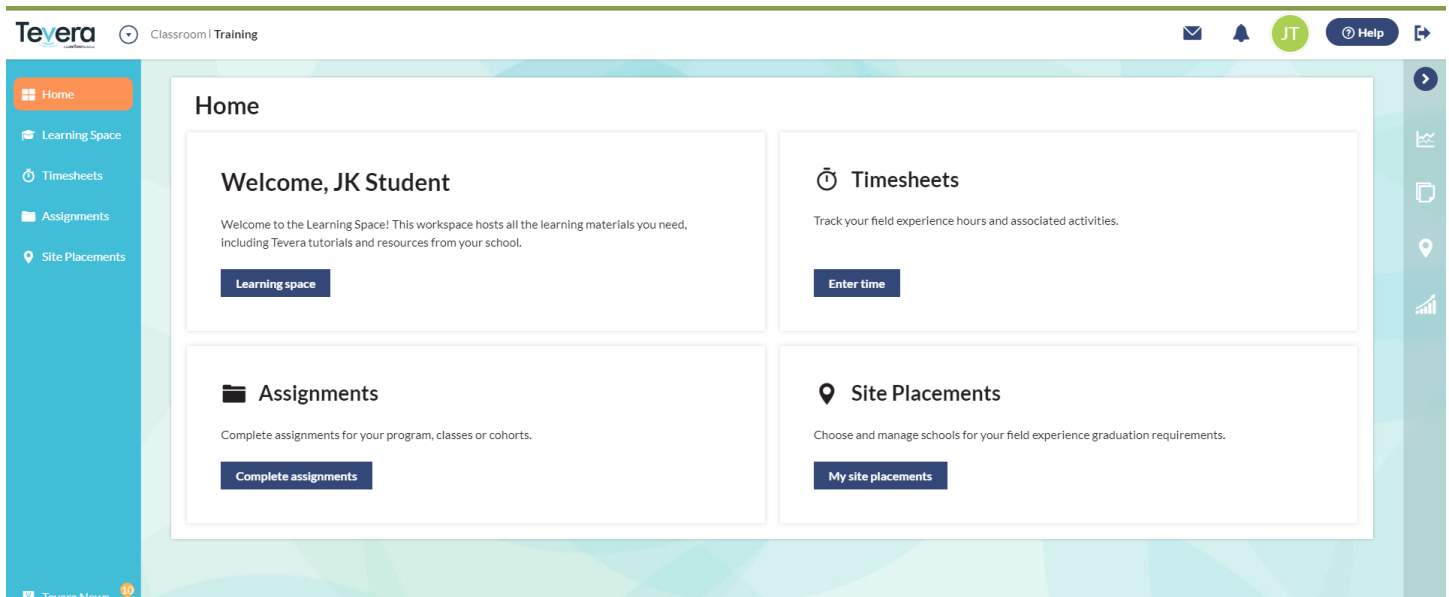 Tevera
Classroom | Training
JT
Help
Home
Learning Space
Timesheets
Assignments
Site Placements
Tevera News
10
Home
Welcome, JK Student
Welcome to the Learning Space! This workspace hosts all the learning materials you need,
including Tevera tutorials and resources from your school.
Learning space
Timesheets
Track your field experience hours and associated activities.
Enter time
Assignments
Complete assignments for your program, classes or cohorts.
Complete assignments
Site Placements
Choose and manage schools for your field experience graduation requirements.
My site placements